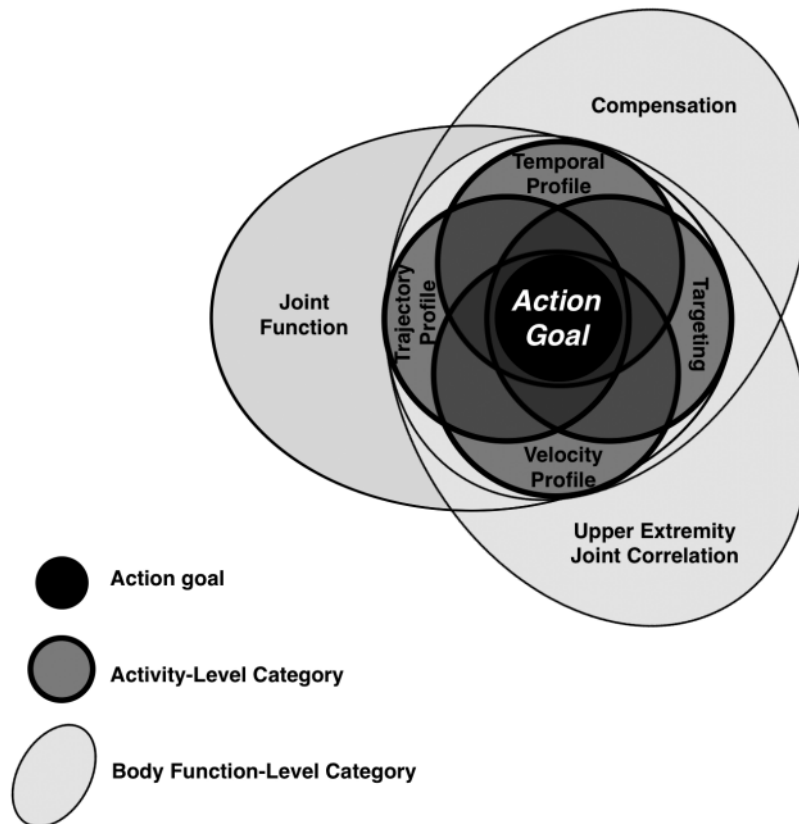 Compensation
Temporal
Profile
Trajectory
Profile
Action
Goal
Targeting
Joint
Function
Velocity
Profile
Upper Extremity
Joint Correlation
Action goal
Activity-Level Category
Body Function-Level Category